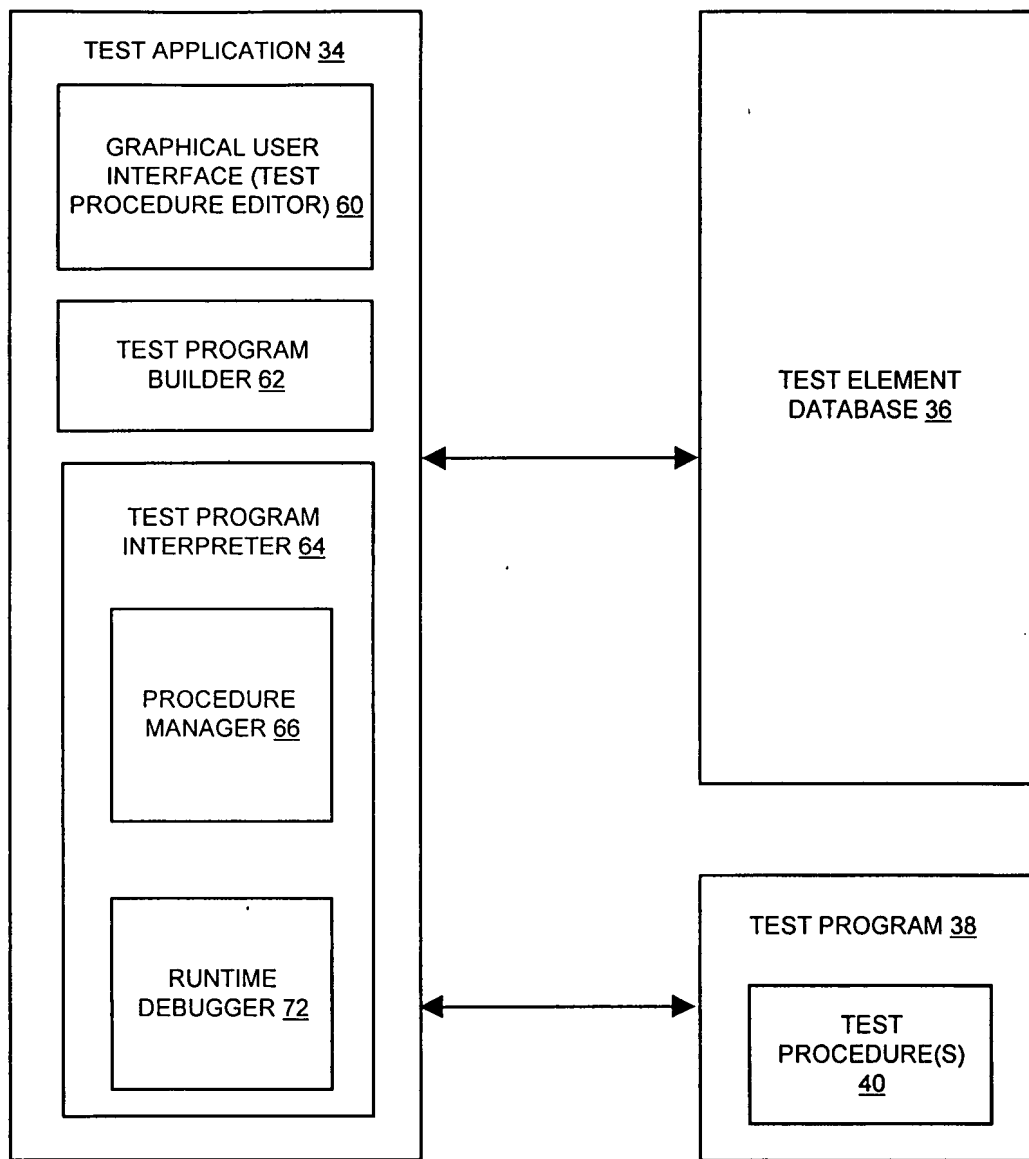 TEST APPLICATION 34
GRAPHICAL USER
INTERFACE (TEST
PROCEDURE EDITOR) 60
TEST PROGRAM
BUILDER 62
TEST PROGRAM
INTERPRETER 64
PROCEDURE
MANAGER 66
RUNTIME
DEBUGGER 72
TEST ELEMENT
DATABASE 36
TEST PROGRAM 38
TEST
PROCEDURE(S)
40